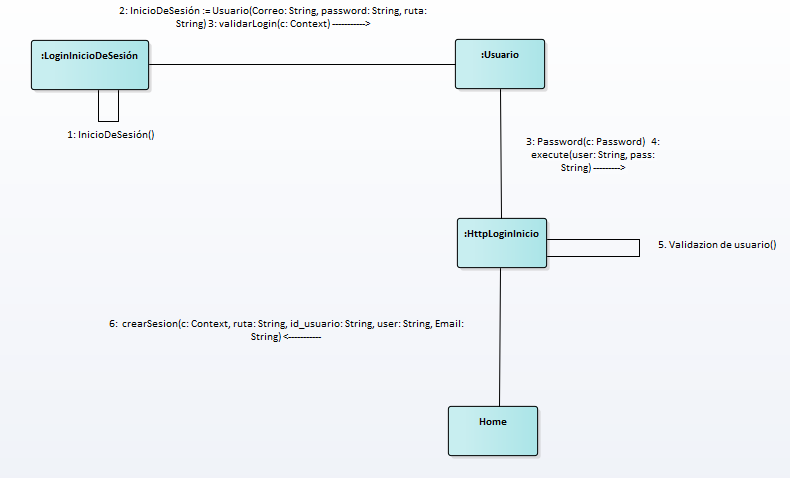 2: InicioDeSesión := Usuario(Correo: String, password: String, ruta:
String) 3: validarLogin(c: Context) ----------->
:LoginInicioDeSesión
:Usuario
1: InicioDeSesión()
3: Password(c: Password)  4:
execute(user: String, pass:
String) --------->
:HttpLoginInicio
5. Validazion de usuario()
6:  crearSesion(c: Context, ruta: String, id_usuario: String, user: String, Email:
String) <-----------
Home